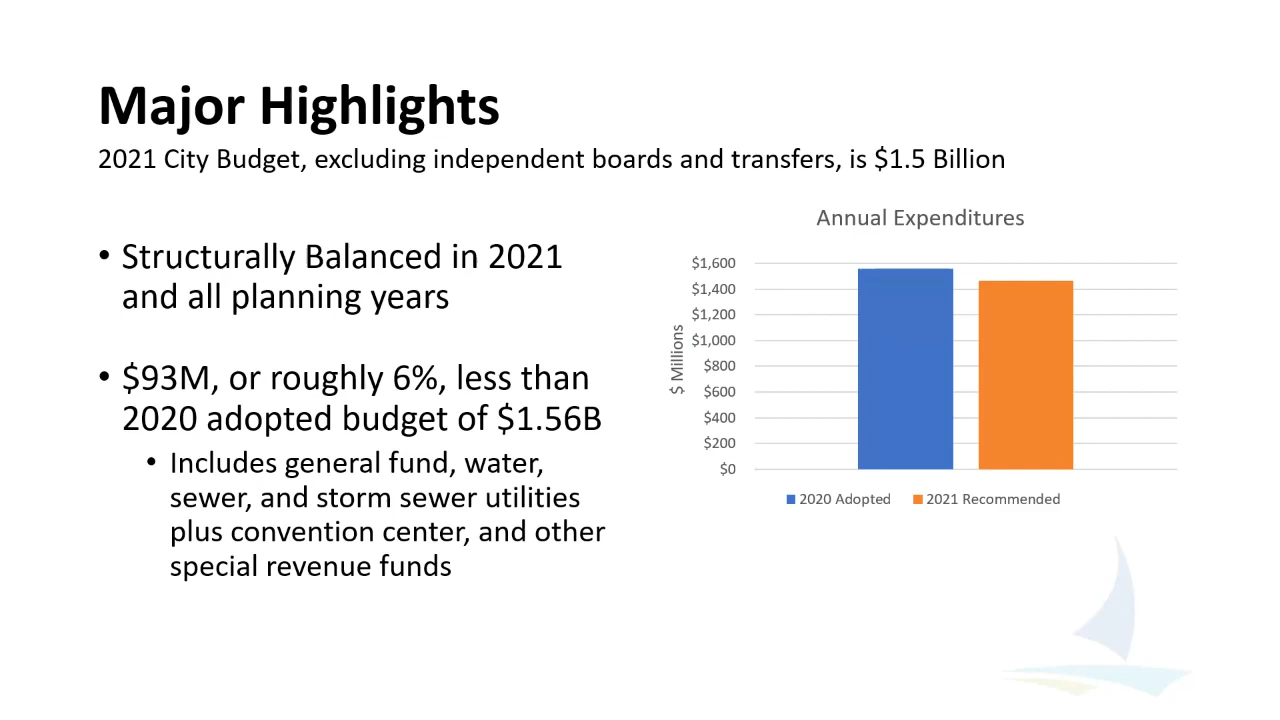 Major Highlights
2021 City Budget, excluding independent boards and transfers, is $1.5 Billion
• Structurally Balanced in 2021
and all planning years
• $93M, or roughly 6%, less than
2020 adopted budget of $1.56B
• Includes general fund, water,
sewer, and storm sewer utilities
plus convention center, and other
special revenue funds
Annual Expenditures
$ Millions
$1,600
$1,400
$1,200
$1,000
$800
$600
$400
$200
$0
2020 Adopted 2021 Recommended